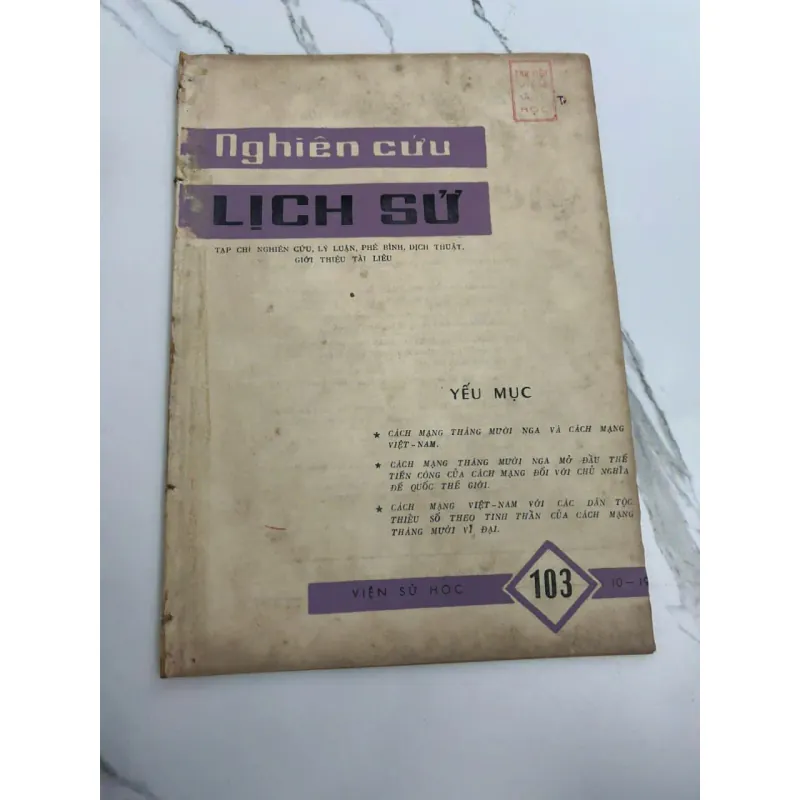 Nghiên cứu
LỊCH SỬ
TẠP CHÍ NGHIÊN CỨU, LÝ LUẬN, PHÊ BÌNH, DỊCH THUẬT,
GIỚI THIỆU TÀI LIỆU
YẾU MỤC
★ CÁCH MẠNG THÁNG MƯỜI NGA VÀ CÁCH MẠNG
VIỆT-NAM.
★ CÁCH MẠNG THÁNG MƯỜI NGA MỞ ĐẦU THẾ
TIẾN CÔNG CỦA CÁCH MẠNG ĐỐI VỚI CHỦ NGHĨA
ĐẾ QUỐC THẾ GIỚI.
★ CÁCH MẠNG VIỆT-NAM VỚI CÁC DÂN TỘC
THIỂU SỐ THEO TINH THẦN CỦA CÁCH MẠNG
THÁNG MƯỜI VĨ ĐẠI.
VIỆN SỬ HỌC
103
10-19